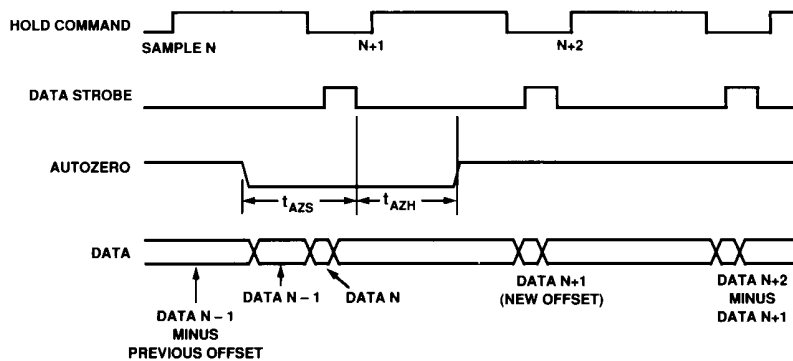 HOLD COMMAND
SAMPLE N
N+1
N+2
DATA STROBE
AUTOZERO
tAZS
tAZH
DATA
DATA N – 1
MINUS
PREVIOUS OFFSET
DATA N – 1
DATA N
DATA N+1
(NEW OFFSET)
DATA N+2
MINUS
DATA N+1